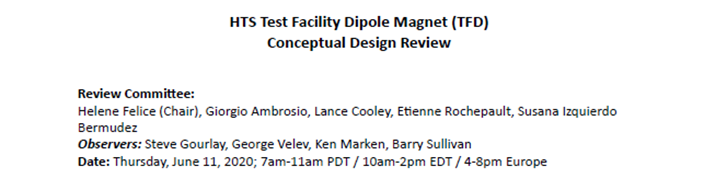 HTS Test Facility Dipole Magnet (TFD)
Conceptual Design Review
Review Committee:
Helene Felice (Chair), Giorgio Ambrosio, Lance Cooley, Etienne Rochepault, Susana Izquierdo
Bermudez
Observers: Steve Gourlay, George Velev, Ken Marken, Barry Sullivan
Date: Thursday, June 11, 2020; 7am-11am PDT / 10am-2pm EDT / 4-8pm Europe